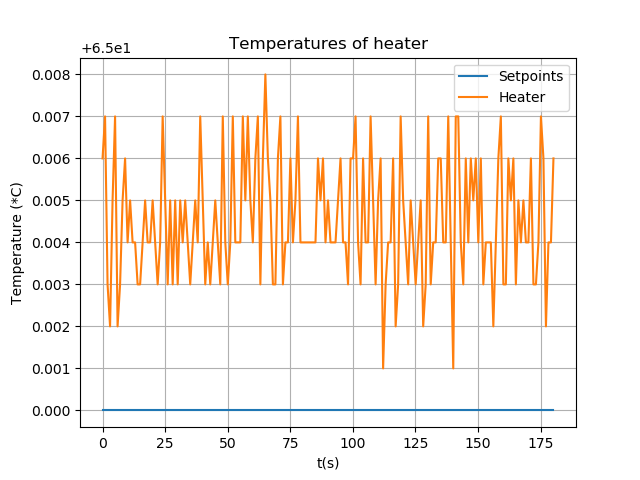 Temperatures of heater
+6.5e1
Setpoints
Heater
0.008
0.007
0.006
0.005
0.004
0.003
0.002
0.001
0.000
Temperature (*C)
0 25 50 75 100 125 150 175
t(s)